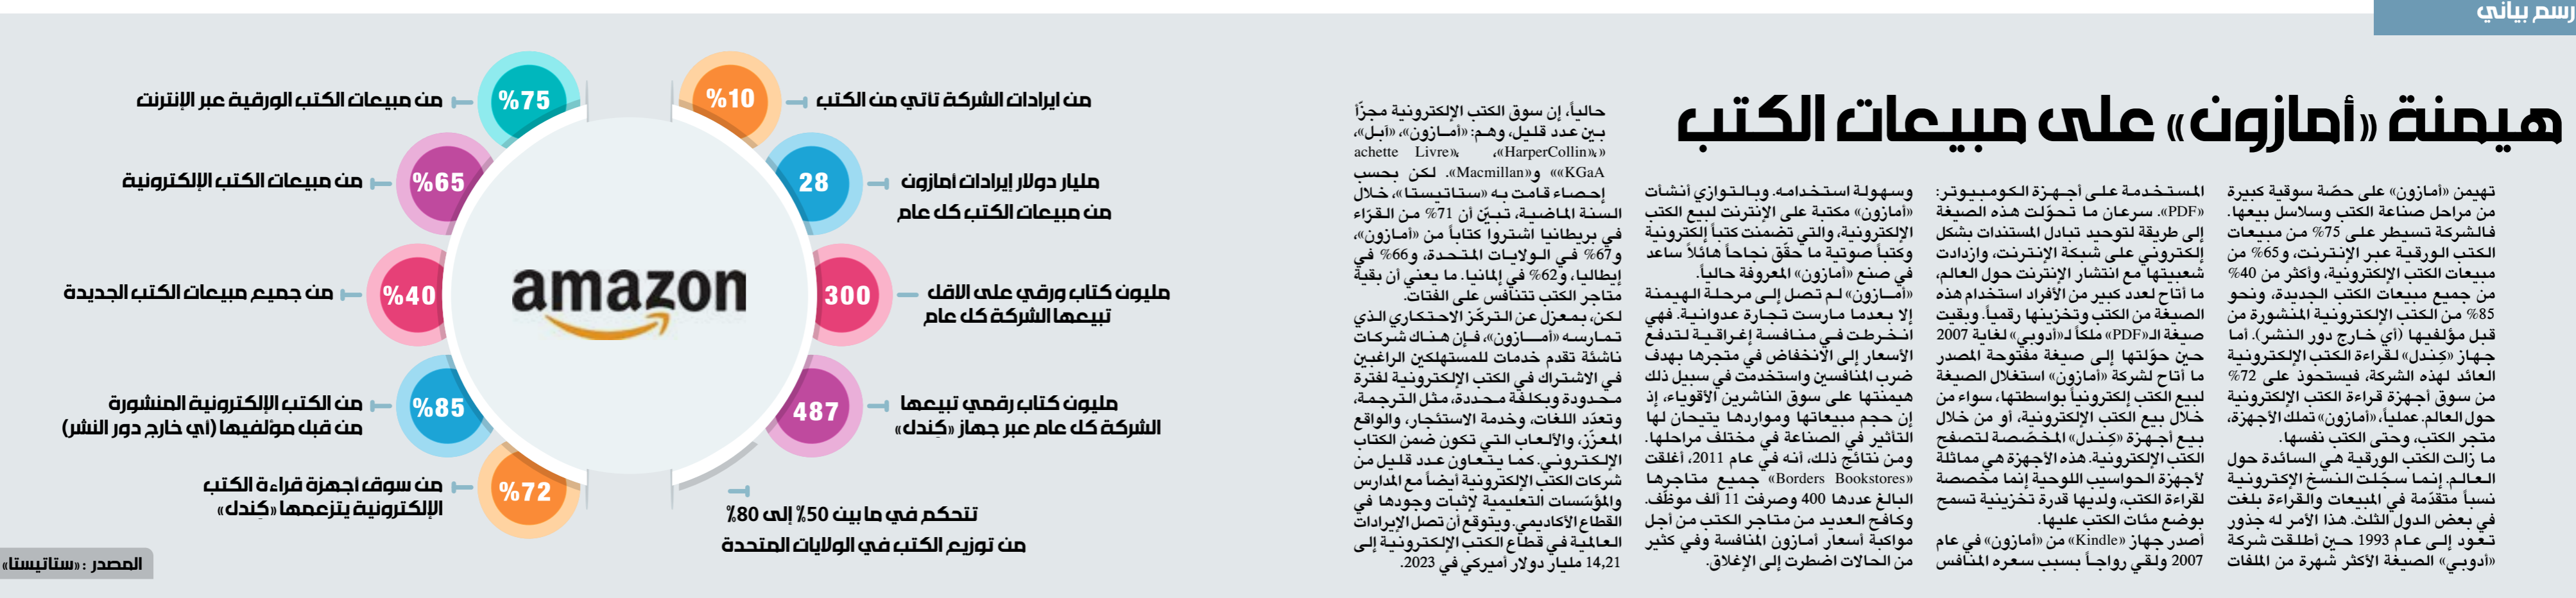 رسم بياني
هيمنة «أمازون» على مبيعات الكتب
تهيمن «أمازون» على حصّة سوقية كبيرة
من مراحل صناعة الكتب وسلاسل بيعها.
فالشركة تسيطر على 75% من مبيعات
الكتب الورقية عبر الإنترنت، و65% من
مبيعات الكتب الإلكترونية، وأكثر من 40%
من جميع مبيعات الكتب الجديدة، ونحو
85% من الكتب الإلكترونية المنشورة من
قبل مؤلفيها (أي خارج دور النشر). أما
جهاز «كِندل» لقراءة الكتب الإلكترونية
العائد لهذه الشركة، فيستحوذ على 72%
من سوق أجهزة قراءة الكتب الإلكترونية
حول العالم. عملياً، «أمازون» تملك الأجهزة،
متجر الكتب، وحتى الكتب نفسها.
ما زالت الكتب الورقية هي السائدة حول
العالم. إنما سجّلت النسخ الإكترونية
نسباً متقدّمة في المبيعات والقراءة بلغت
في بعض الدول الثلث. هذا الأمر له جذور
تعود إلى عام 1993 حين أطلقت شركة
«أدوبي» الصيغة الأكثر شهرة من الملفات
المستخدمة على أجهزة الكومبيوتر:
«PDF». سرعان ما تحوّلت هذه الصيغة
إلى طريقة لتوحيد تبادل المستندات بشكل
إلكتروني على شبكة الإنترنت، وازدادت
شعبيتها مع انتشار الإنترنت حول العالم،
ما أتاح لعدد كبير من الأفراد استخدام هذه
الصيغة من الكتب وتخزينها رقمياً. وبقيت
صيغة الـ«PDF» ملكاً لـ«أدوبي» لغاية 2007
حين حوّلتها إلى صيغة مفتوحة المصدر
ما أتاح لشركة «أمازون» استغلال الصيغة
لبيع الكتب إلكترونياً بواسطتها، سواء من
خلال بيع الكتب الإلكترونية، أو من خلال
بيع أجهزة «كِندل» المخصّصة لتصفح
الكتب الإلكترونية. هذه الأجهزة هي مماثلة
لأجهزة الحواسيب اللوحية إنما مخصصة
لقراءة الكتب، ولديها قدرة تخزينية تسمح
بوضع مئات الكتب عليها.
أصدر جهاز «Kindle» من «أمازون» في عام
2007 ولقي رواجاً بسبب سعره المنافس
وسهولة استخدامه. وبالتوازي أنشأت
«أمازون» مكتبة على الإنترنت لبيع الكتب
الإلكترونية، والتي تضمنت كتباً إلكترونية
وكتباً صوتية ما حقّق نجاحاً هائلاً ساعد
في صنع «أمازون» المعروفة حالياً.
«أمازون» لم تصل إلى مرحلة الهيمنة
إلا بعدما مارست تجارة عدوانية. فهي
انخرطت في منافسة إغراقية لتدفع
الأسعار إلى الانخفاض في متجرها بهدف
ضرب المنافسين واستخدمت في سبيل ذلك
هيمنتها على سوق الناشرين الأقوياء، إذ
إن حجم مبيعاتها ومواردها يتيحان لها
التأثير في الصناعة في مختلف مراحلها.
ومن نتائج ذلك، أنه في عام 2011، أغلقت
«Borders Bookstores» جميع متاجرها
البالغ عددها 400 وصرفت 11 ألف موظّف.
وكافح العديد من متاجر الكتب من أجل
مواكبة أسعار أمازون المنافسة وفي كثير
من الحالات اضطرت إلى الإغلاق.
حالياً، إن سوق الكتب الإلكترونية مجزّأ
بين عدد قليل، وهم: «أمازون»، «أبل»،
«HarperCollin»، «achette Livre»،
«KGaA» و«Macmillan». لكن بحسب
إحصاء قامت به «ستاتيستا»، خلال
السنة الماضية، تبيّن أن 71% من القرّاء
في بريطانيا اشتروا كتاباً من «أمازون»،
و67% في الولايات المتحدة، و66% في
إيطاليا، و62% في إلمانيا. ما يعني أن بقية
متاجر الكتب تتنافس على الفتات.
لكن، بمعزل عن التركّز الاحتكاري الذي
تمارسه «أمازون»، فإن هناك شركات
ناشئة تقدم خدمات للمستهلكين الراغبين
في الاشتراك في الكتب الإلكترونية لفترة
محدودة وبكلفة محددة، مثل الترجمة،
وتعدّد اللغات، وخدمة الاستئجار، والواقع
المعزّز، والألعاب التي تكون ضمن الكتاب
الإلكتروني. كما يتعاون عدد قليل من
شركات الكتب الإلكترونية أيضاً مع المدارس
والمؤسّسات التعليمية لإثبات وجودها في
القطاع الأكاديمي. ويتوقع أن تصل الإيرادات
العالمية في قطاع الكتب الإلكترونية إلى
14,21 مليار دولار أميركي في 2023.
%10
من ايرادات الشركة تأتي من الكتب
28
مليار دولار إيرادات أمازون
من مبيعات الكتب كل عام
300
مليون كتاب ورقي على الاقل
تبيعها الشركة كل عام
487
مليون كتاب رقمي تبيعها
الشركة كل عام عبر جهاز «كِندل»
تتحكم في ما بين 50% إلى 80%
من توزيع الكتب في الولايات المتحدة
amazon
%75
من مبيعات الكتب الورقية عبر الإنترنت
%65
من مبيعات الكتب الإلكترونية
%40
من جميع مبيعات الكتب الجديدة
%85
من الكتب الإلكترونية المنشورة
من قبل مؤلفيها (أي خارج دور النشر)
%72
من سوق أجهزة قراءة الكتب
الإلكترونية يتزعمها «كِندل»
المصدر: «ستاتيستا»